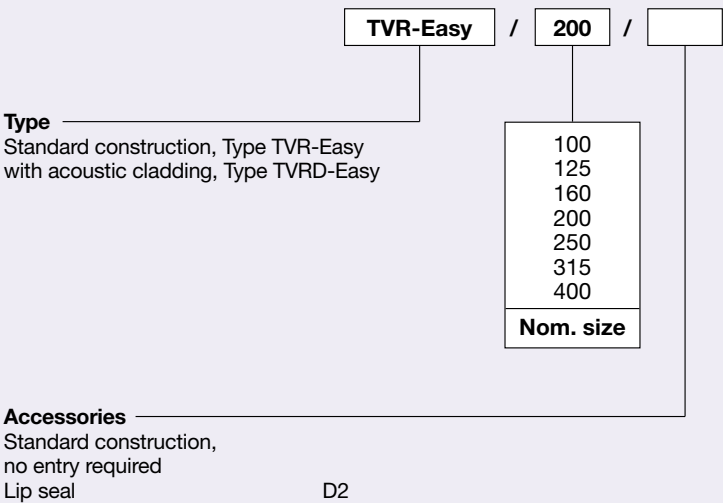 TVR-Easy / 200 /
Type
Standard construction, Type TVR-Easy
with acoustic cladding, Type TVRD-Easy
100
125
160
200
250
315
400
Nom. size
Accessories
Standard construction,
no entry required
Lip seal D2